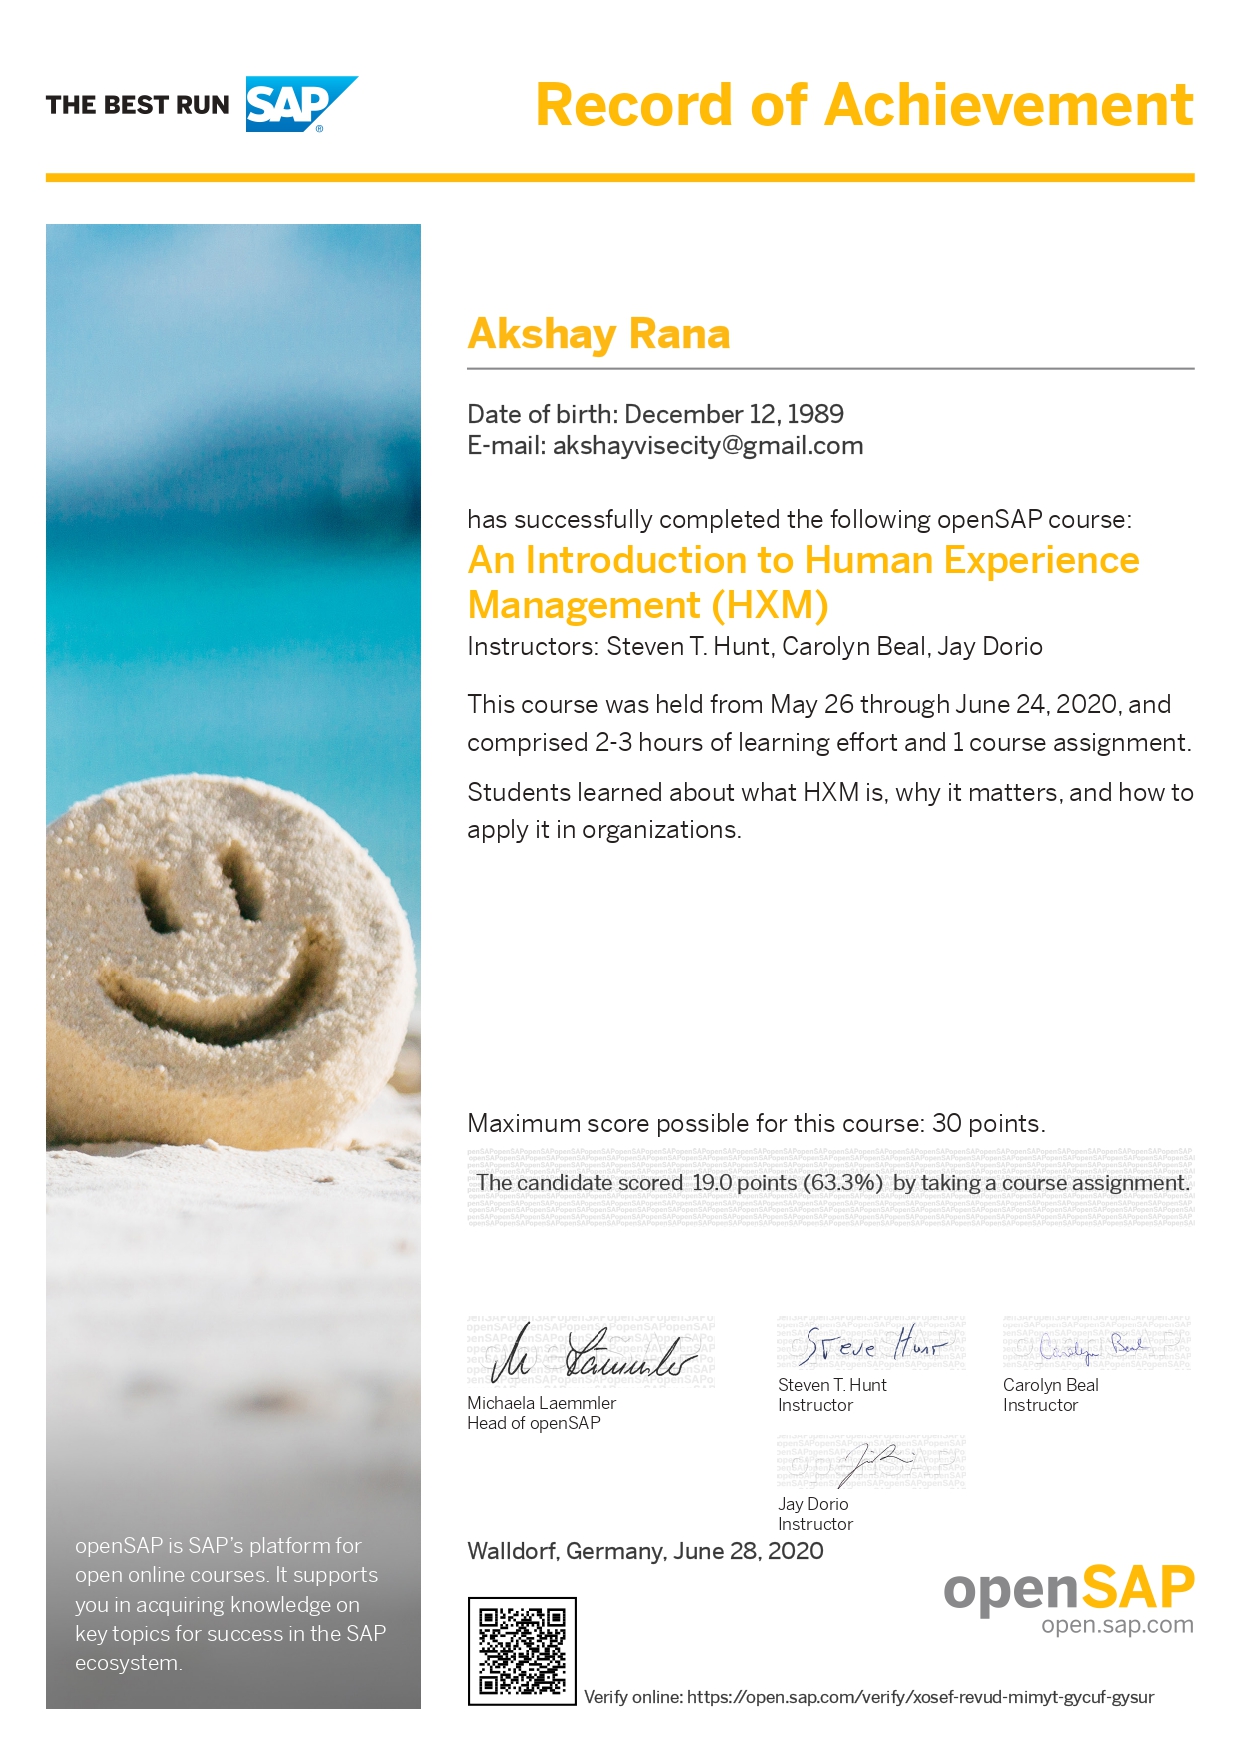 THE BEST RUN SAP®
Record of Achievement
Akshay Rana
Date of birth: December 12, 1989
E-mail: akshayvisecity@gmail.com
has successfully completed the following openSAP course:
An Introduction to Human Experience
Management (HXM)
Instructors: Steven T. Hunt, Carolyn Beal, Jay Dorio
This course was held from May 26 through June 24, 2020, and
comprised 2-3 hours of learning effort and 1 course assignment.
Students learned about what HXM is, why it matters, and how to
apply it in organizations.
Maximum score possible for this course: 30 points.
The candidate scored 19.0 points (63.3%) by taking a course assignment.
M Lämmler
Michaela Laemmler
Head of openSAP
Steve Hunt
Steven T. Hunt
Instructor
Carolyn Beal
Carolyn Beal
Instructor
Jay Dorio
Instructor
Walldorf, Germany, June 28, 2020
openSAP
open.sap.com
Verify online: https://open.sap.com/verify/xosef-revud-mimyt-gycuf-gysur
openSAP is SAP's platform for
open online courses. It supports
you in acquiring knowledge on
key topics for success in the SAP
ecosystem.